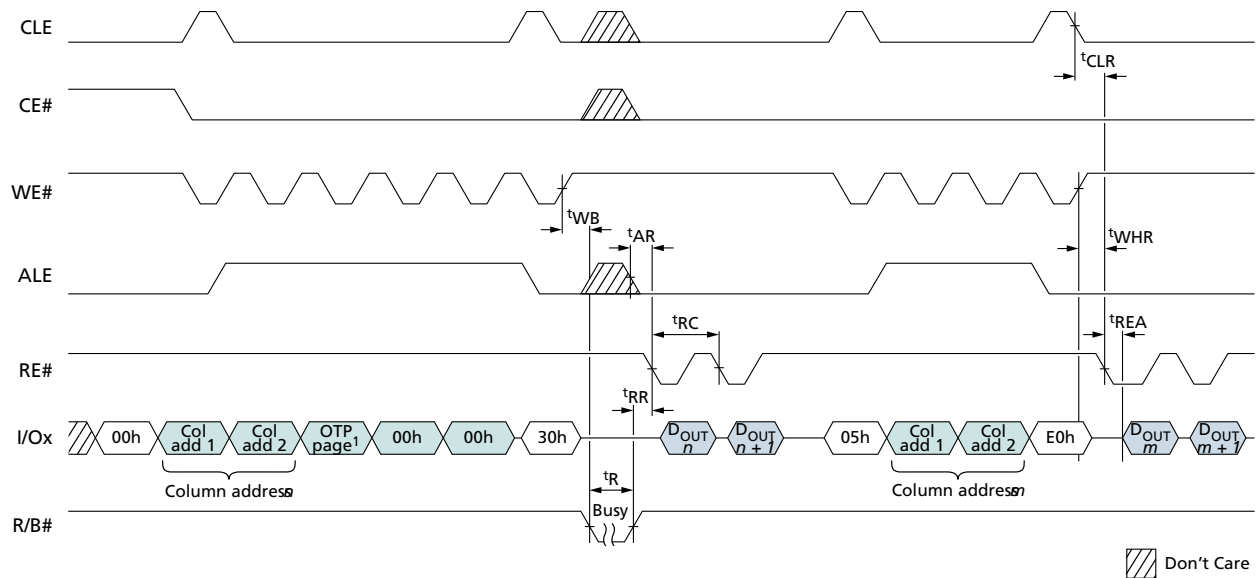 CLE
tCLR
CE#
WE#
tWB
tAR
tWHR
ALE
tRC
tREA
RE#
tRR
I/Ox
00h
Col add 1
Col add 2
OTP page1
00h
00h
30h
DOUT n
DOUT n + 1
05h
Col add 1
Col add 2
E0h
DOUT m
DOUT m + 1
Column address n
Column address m
tR
R/B#
Busy
Don't Care